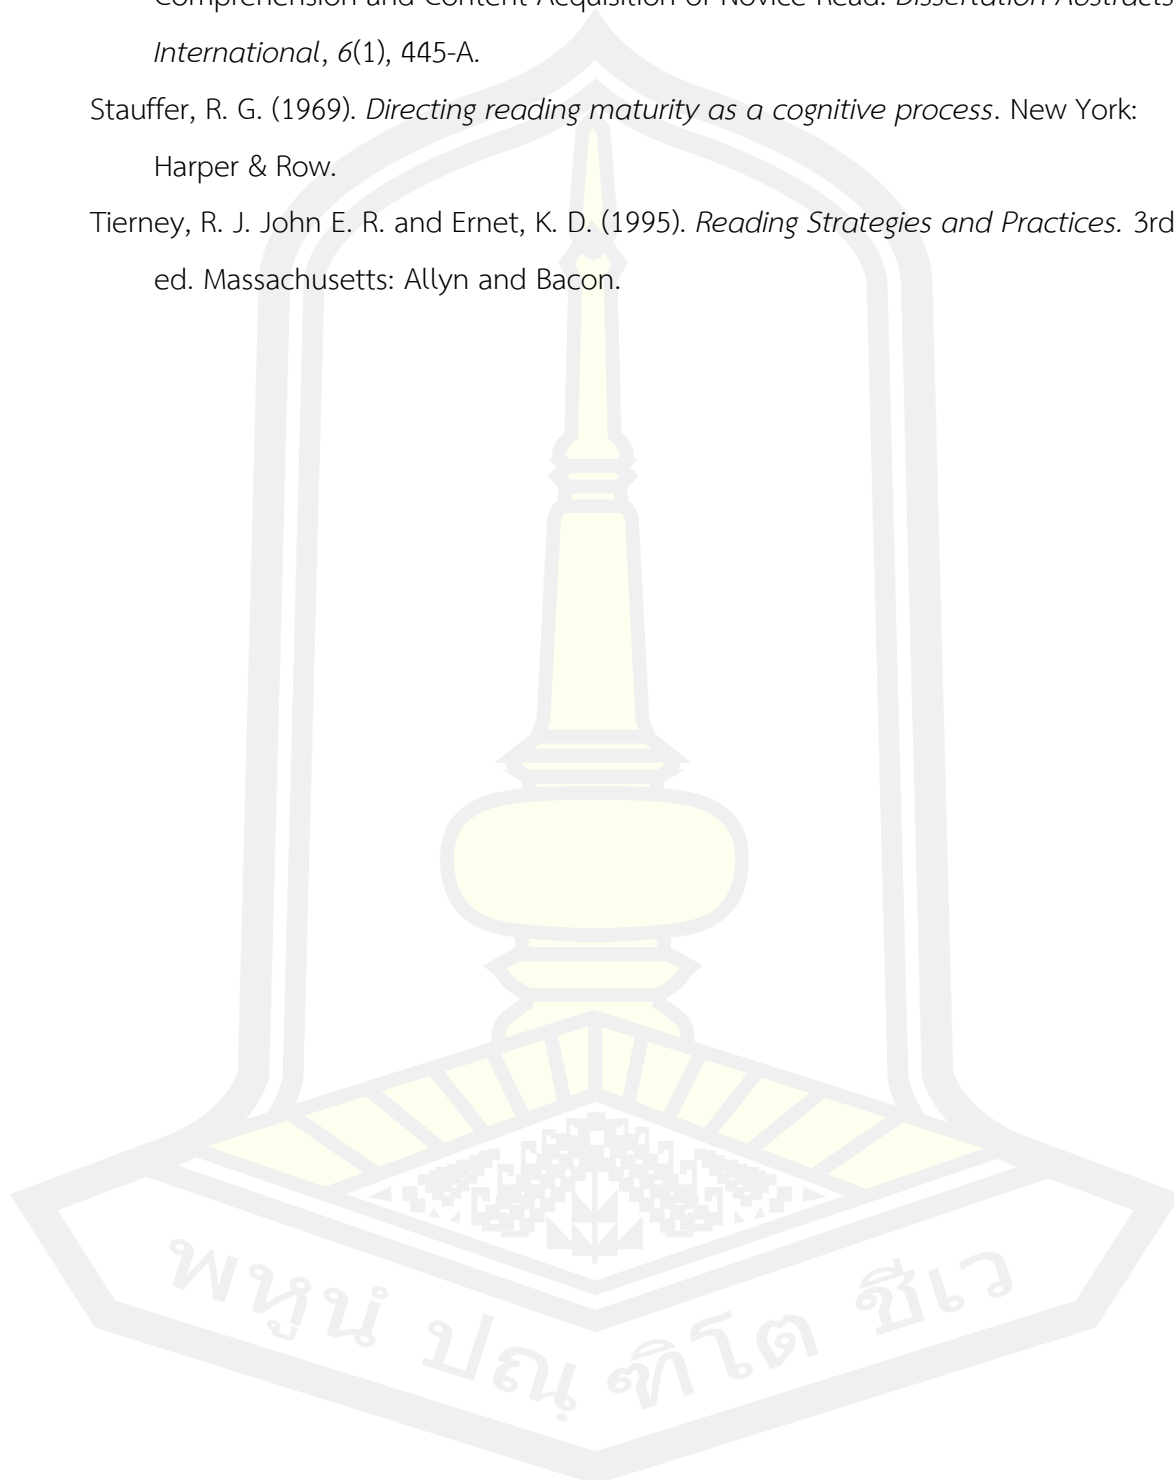 Comprehension and Content Acquisition of Novice Read. Dissertation Abstracts
International, 6(1), 445-A.
Stauffer, R. G. (1969). Directing reading maturity as a cognitive process. New York:
Harper & Row.
Tierney, R. J. John E. R. and Ernet, K. D. (1995). Reading Strategies and Practices. 3rd
ed. Massachusetts: Allyn and Bacon.
พหูนํ ปณฺฑิโต ชีเว